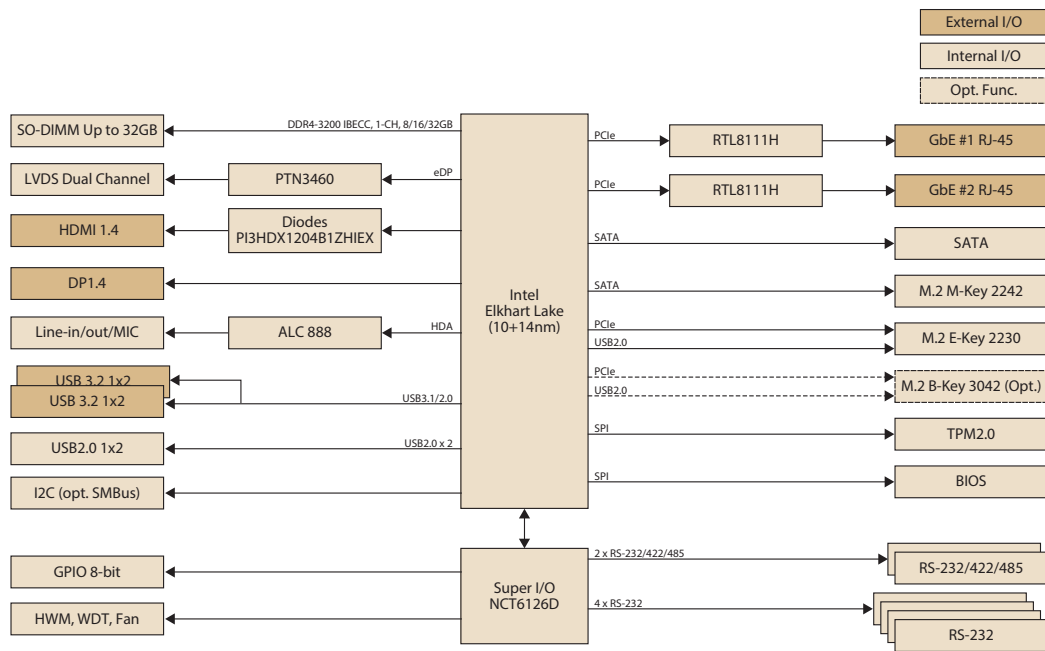 External I/O
Internal I/O
Opt. Func.
SO-DIMM Up to 32GB
DDR4-3200 IBECC, 1-CH, 8/16/32GB
PCIe
RTL8111H
GbE #1 RJ-45
LVDS Dual Channel
PTN3460
eDP
PCIe
RTL8111H
GbE #2 RJ-45
HDMI 1.4
Diodes
PI3HDX1204B1ZHIEX
SATA
SATA
DP1.4
Intel
Elkhart Lake
(10+14nm)
SATA
M.2 M-Key 2242
Line-in/out/MIC
ALC 888
HDA
PCIe
USB2.0
M.2 E-Key 2230
USB 3.2 1x2
USB 3.2 1x2
USB3.1/2.0
PCIe
USB2.0
M.2 B-Key 3042 (Opt.)
USB2.0 1x2
USB2.0 x 2
SPI
TPM2.0
I2C (opt. SMBus)
SPI
BIOS
GPIO 8-bit
Super I/O
NCT6126D
2 x RS-232/422/485
RS-232/422/485
HWM, WDT, Fan
4 x RS-232
RS-232